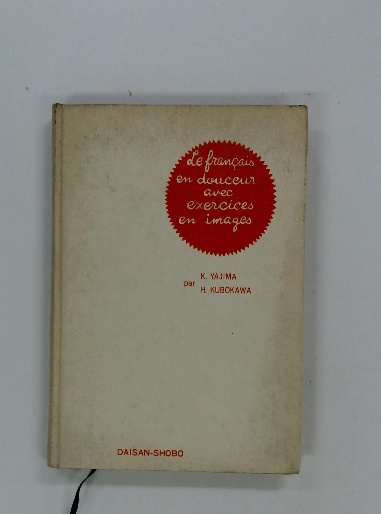 Le français
en douceur
avec
exercices
en images
K. YAJIMA
par
H. KUBOKAWA
DAISAN-SHOBO